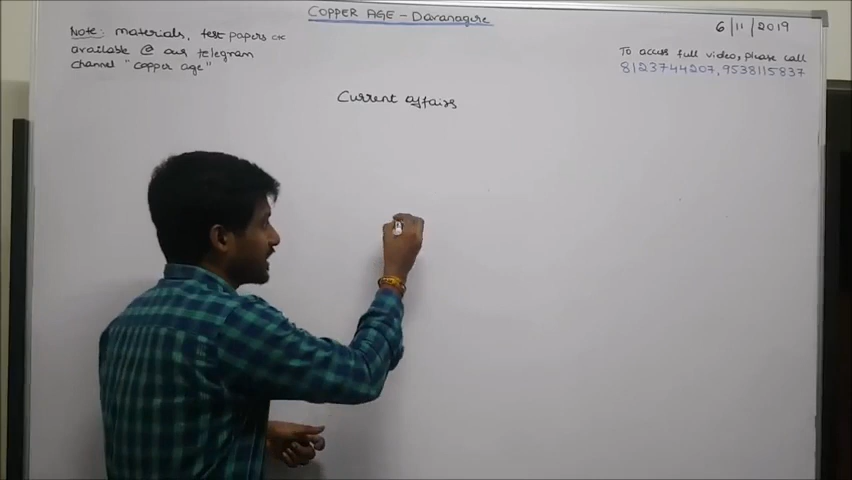 COPPER AGE - Davanagere
6/11/2019
Note: materials, test papers etc
available @ our telegram
channel "copper age"
To access full video, please call
8123744207, 9538115837
Current affairs